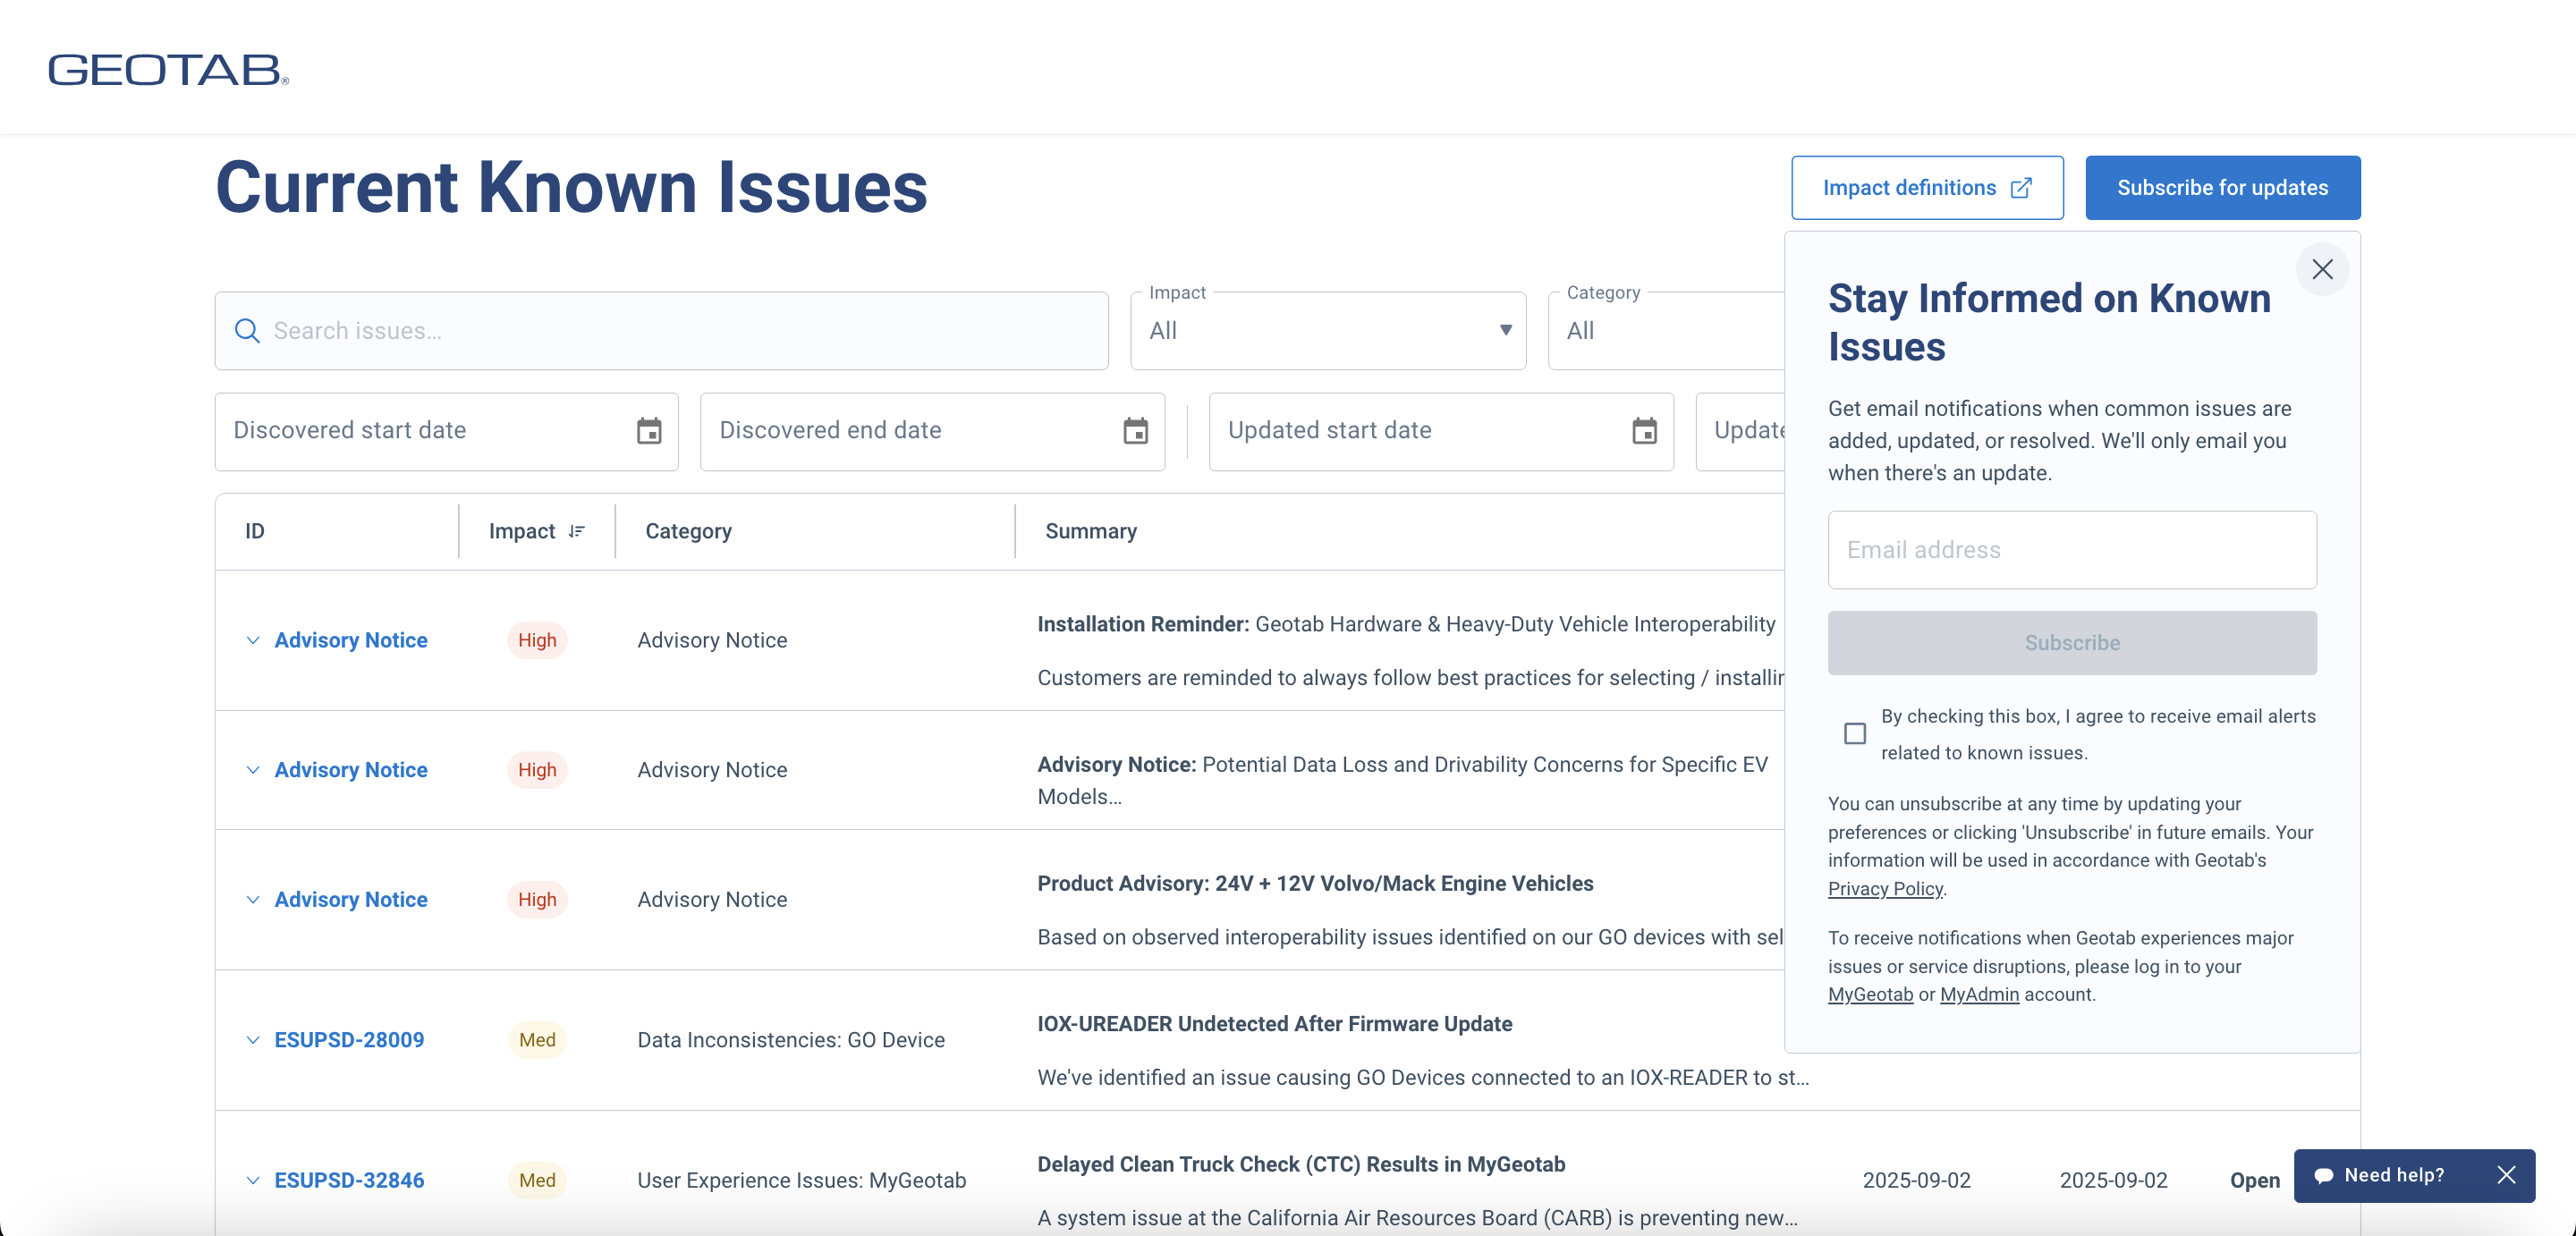 GEOTAB®
Current Known Issues
Impact definitions
Subscribe for updates
Search issues...
Impact
All
Category
All
Discovered start date
Discovered end date
Updated start date
Update
ID
Impact
Category
Summary
Advisory Notice
High
Advisory Notice
Installation Reminder: Geotab Hardware & Heavy-Duty Vehicle Interoperability
Customers are reminded to always follow best practices for selecting /
Advisory Notice
High
Advisory Notice
Advisory Notice: Potential Data Loss and Drivability Concerns for Specific EV
Models...
Advisory Notice
High
Advisory Notice
Product Advisory: 24V + 12V Volvo/Mack Engine Vehicles
Based on observed interoperability issues identified on our GO devices with sel
ESUPSD-28009
Med
Data Inconsistencies: GO Device
IOX-UREADER Undetected After Firmware Update
We've identified an issue causing GO Devices connected to an IOX-READER to st...
ESUPSD-32846
Med
User Experience Issues: MyGeotab
Delayed Clean Truck Check (CTC) Results in MyGeotab
A system issue at the California Air Resources Board (CARB) is preventing new...
2025-09-02
2025-09-02
Open
Stay Informed on Known
Issues
Get email notifications when common issues are
added, updated, or resolved. We'll only email you
when there's an update.
Email address
Subscribe
By checking this box, I agree to receive email alerts
related to known issues.
You can unsubscribe at any time by updating your
preferences or clicking 'Unsubscribe' in future emails. Your
information will be used in accordance with Geotab's
Privacy Policy.
To receive notifications when Geotab experiences major
issues or service disruptions, please log in to your
MyGeotab or MyAdmin account.
Need help?